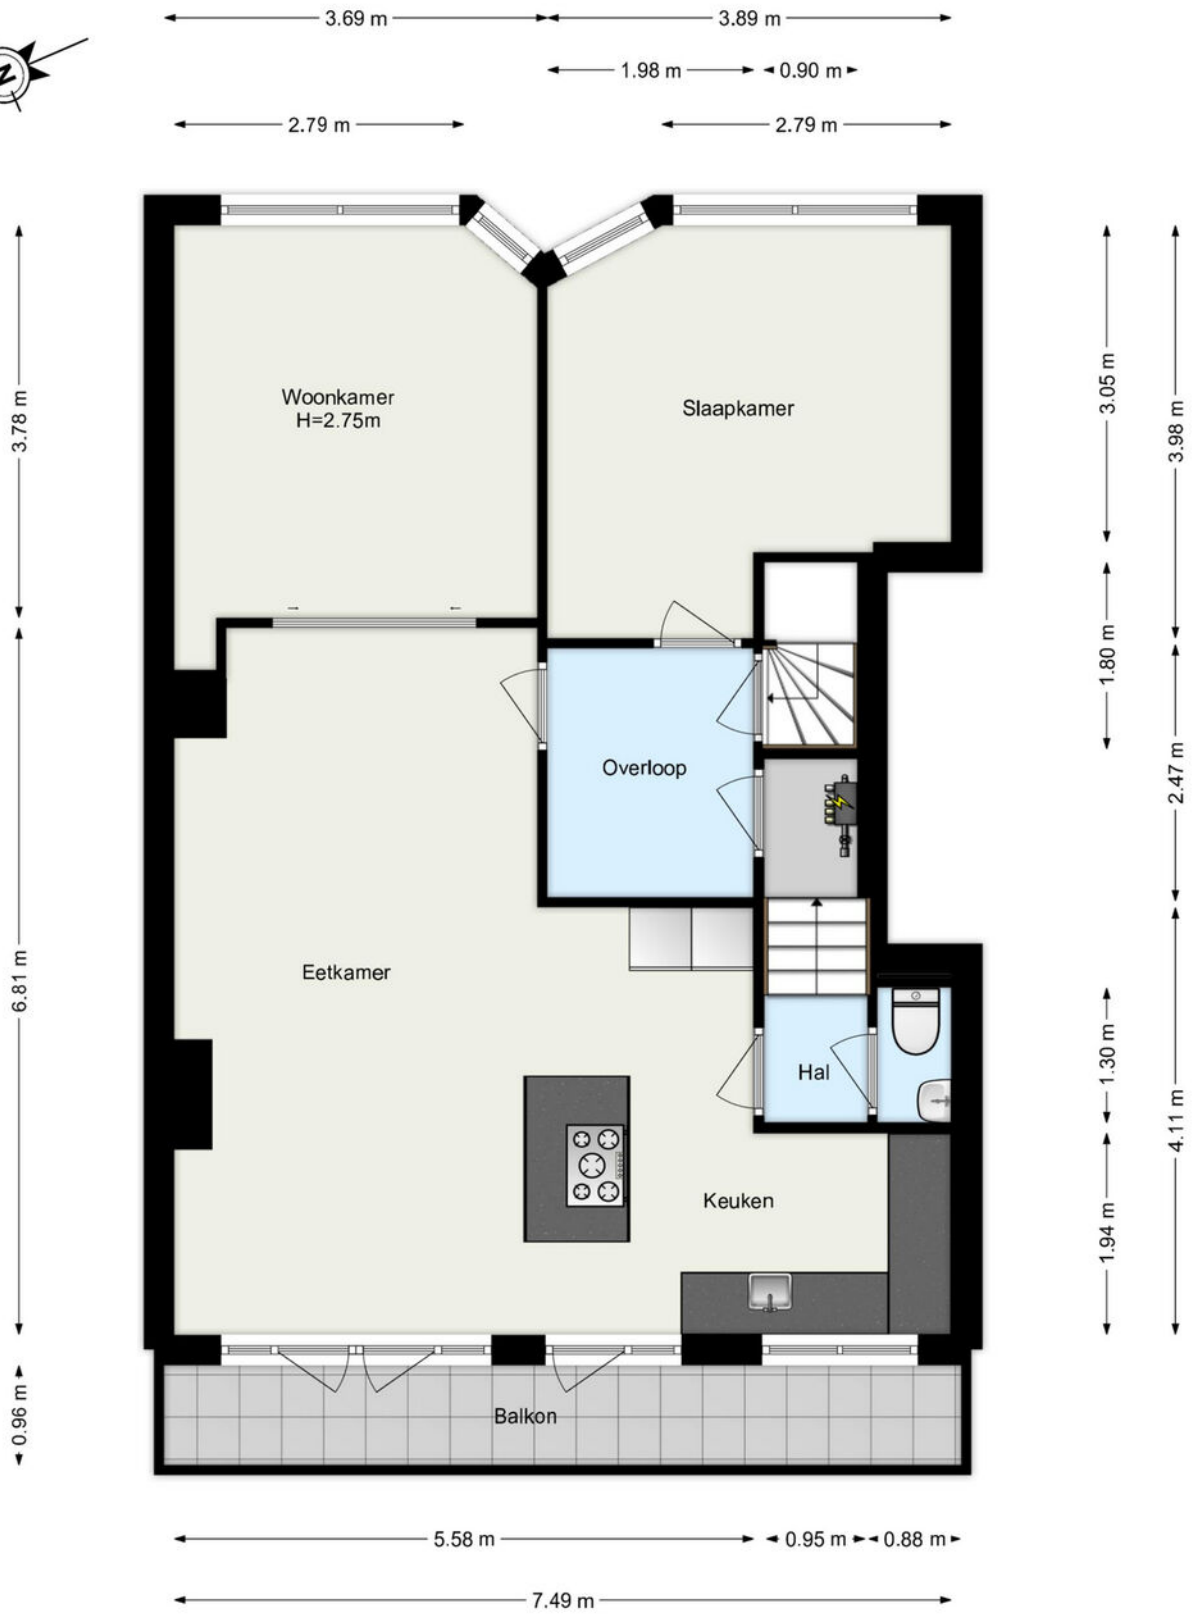 3.69 m
3.89 m
1.98 m
0.90 m
N
2.79 m
2.79 m
Woonkamer
H=2.75m
Slaapkamer
3.78 m
3.05 m
3.98 m
1.80 m
Overloop
2.47 m
Eetkamer
6.81 m
Hal
1.30 m
4.11 m
Keuken
1.94 m
Balkon
0.96 m
5.58 m
0.95 m
0.88 m
7.49 m